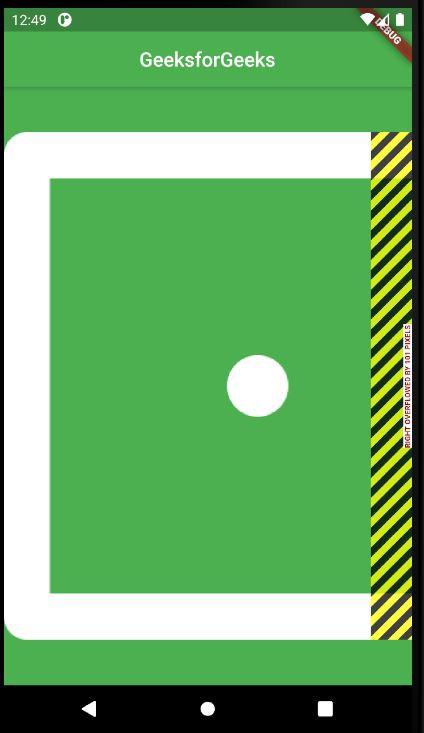 12:49
DEBUG
GeeksforGeeks
RIGHT OVERFLOWED BY 101 PIXELS